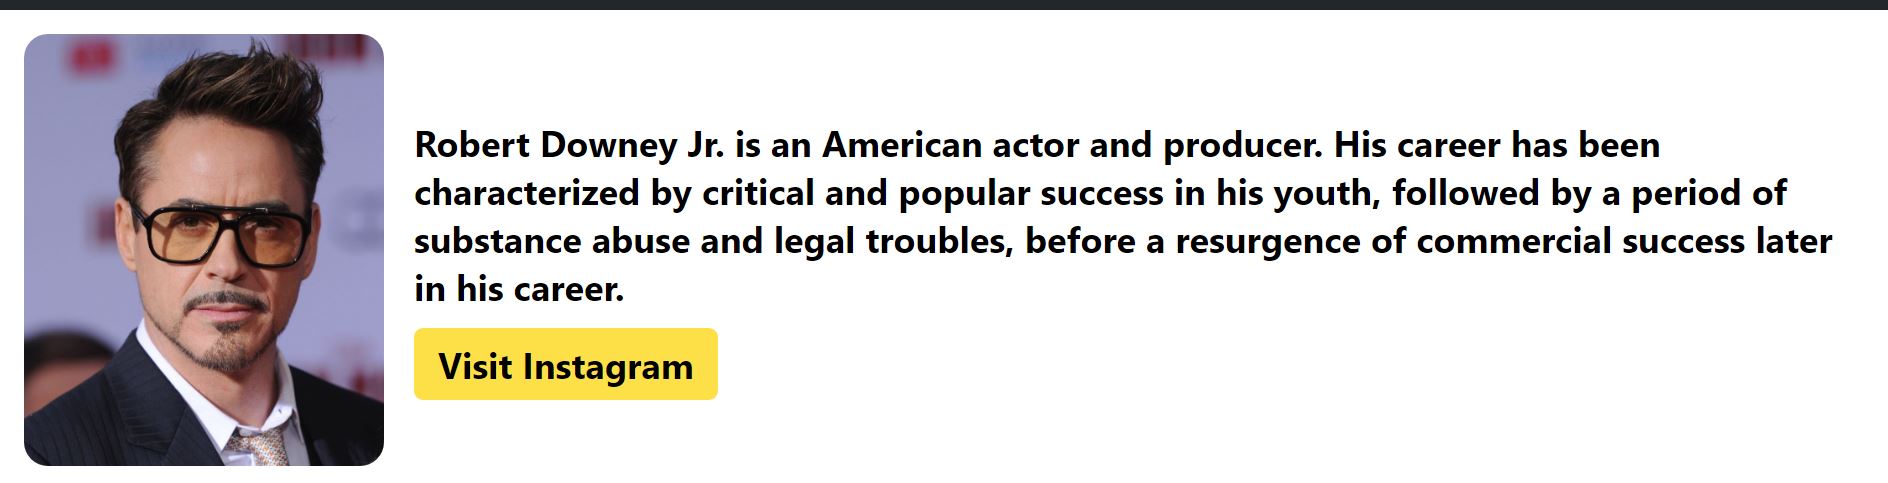 Robert Downey Jr. is an American actor and producer. His career has been
characterized by critical and popular success in his youth, followed by a period of
substance abuse and legal troubles, before a resurgence of commercial success later
in his career.
Visit Instagram